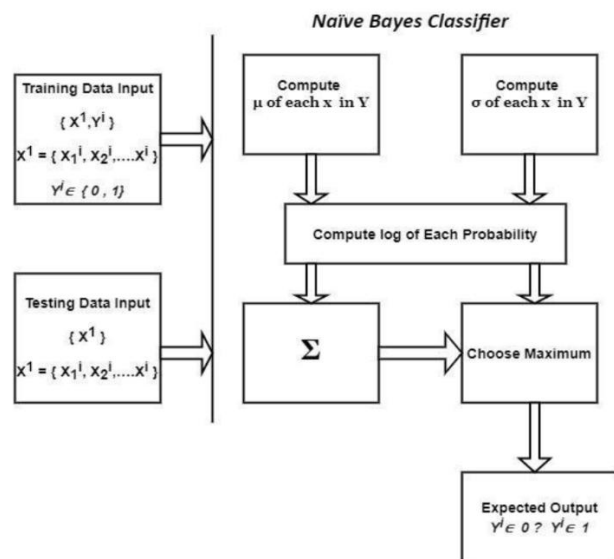 Naïve Bayes Classifier
Training Data Input
{ X¹,Yⁱ }
X¹ = { X₁ⁱ, X₂ⁱ,....Xⁱ }
Yⁱ ∈ { 0 , 1}
Compute
μ of each x in Y
Compute
σ of each x in Y
Compute log of Each Probability
Testing Data Input
{ X¹ }
X¹ = { X₁ⁱ, X₂ⁱ,....Xⁱ }
Σ
Choose Maximum
Expected Output
Yⁱ ∈ 0 ? Yⁱ ∈ 1